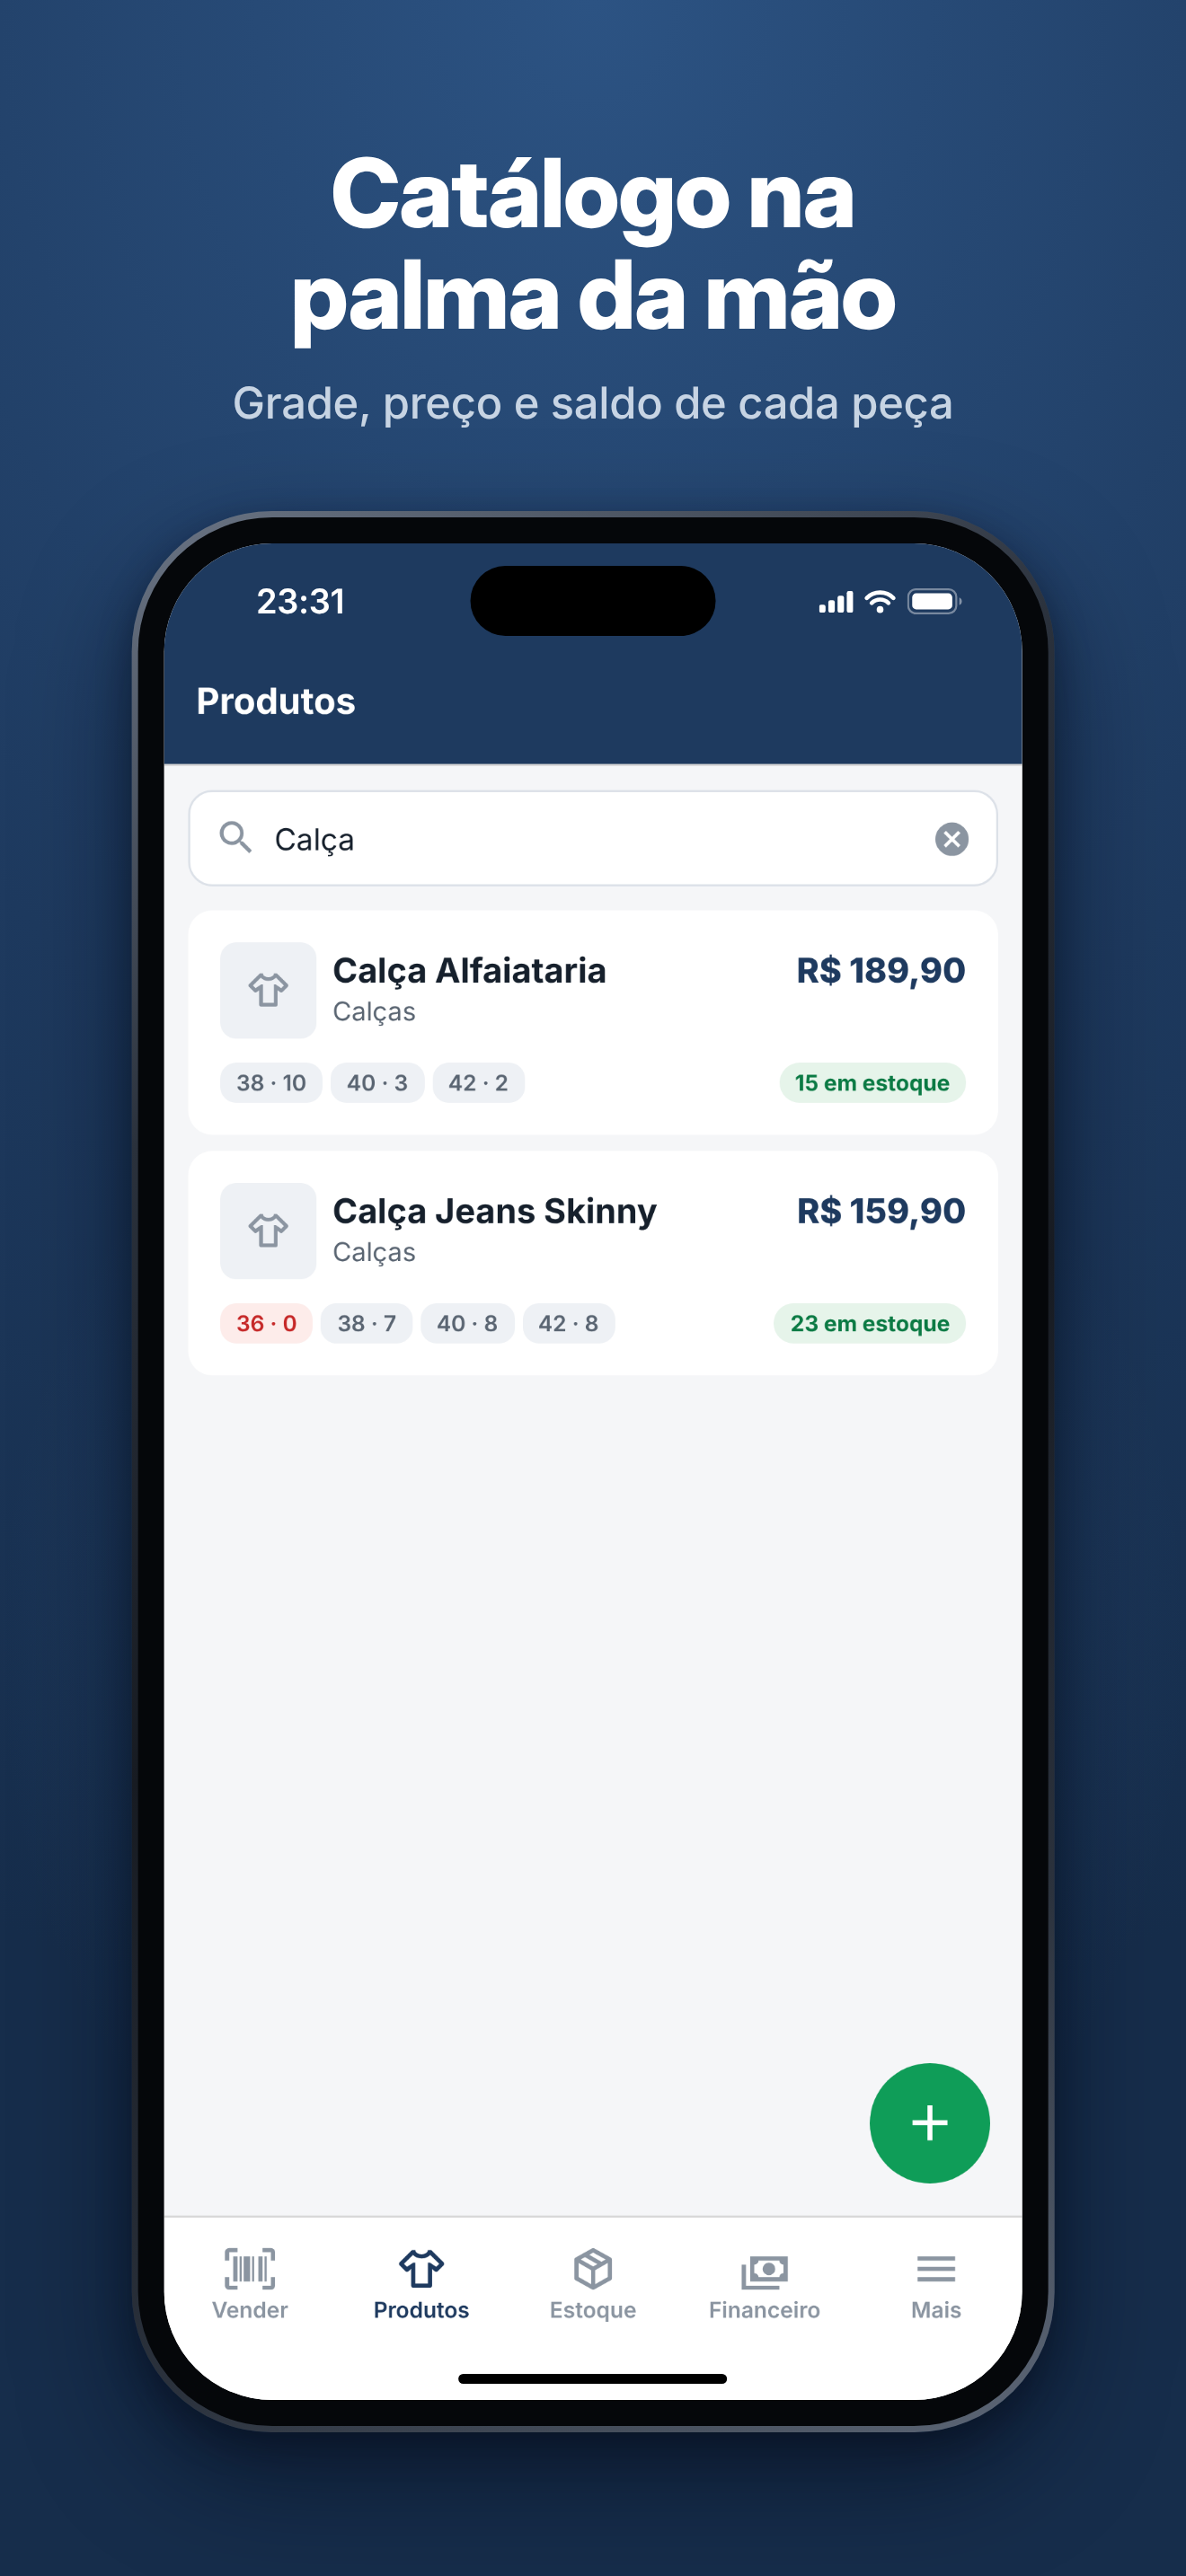 Catálogo na
palma da mão
Grade, preço e saldo de cada peça
23:31
Produtos
Calça
Calça Alfaiataria R$ 189,90
Calças
38 · 10 40 · 3 42 · 2 15 em estoque
Calça Jeans Skinny R$ 159,90
Calças
36 · 0 38 · 7 40 · 8 42 · 8 23 em estoque
Vender Produtos Estoque Financeiro Mais